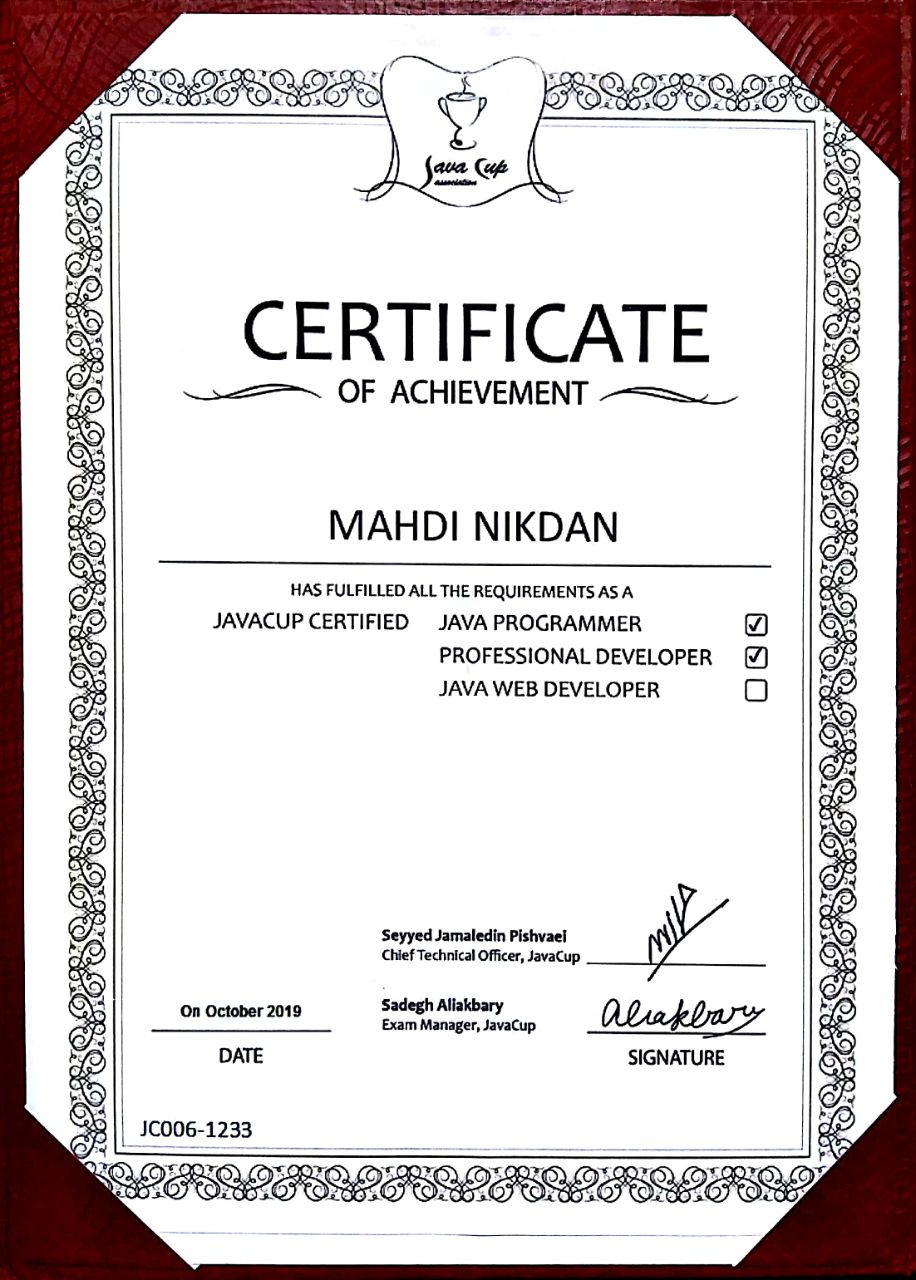 Java Cup
association
CERTIFICATE
OF ACHIEVEMENT
MAHDI NIKDAN
HAS FULFILLED ALL THE REQUIREMENTS AS A
JAVACUP CERTIFIED JAVA PROGRAMMER ☑
PROFESSIONAL DEVELOPER ☑
JAVA WEB DEVELOPER ☐
Seyyed Jamaledin Pishvaei
Chief Technical Officer, JavaCup
On October 2019
DATE
Sadegh Aliakbary
Exam Manager, JavaCup
Aliakbary
SIGNATURE
JC006-1233